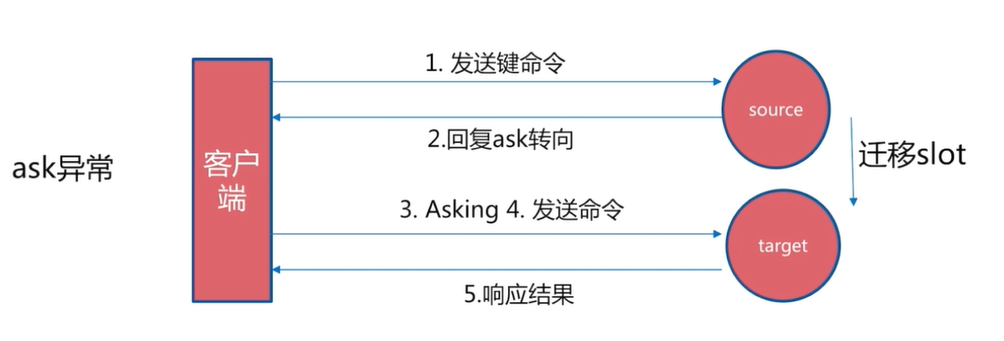 1. 发送键命令
source
2.回复ask转向
ask异常
客户
端
迁移slot
3. Asking 4. 发送命令
target
5.响应结果